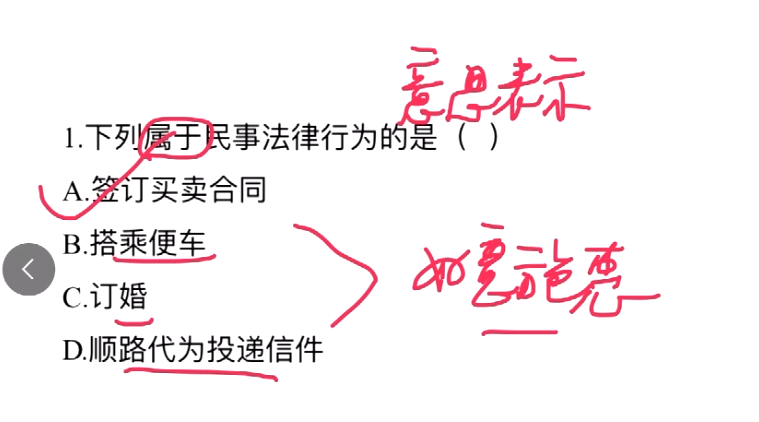 意思表示
1.下列属于民事法律行为的是（ ）
A.签订买卖合同
B.搭乘便车
C.订婚
D.顺路代为投递信件
好意施惠